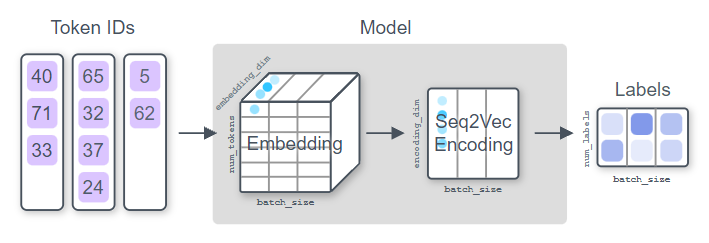 Token IDs
Model
Labels
40 65 5
71 32 62
33 37
24
embedding_dim
num_tokens
Embedding
batch_size
encoding_dim
Seq2Vec
Encoding
batch_size
num_labels
batch_size